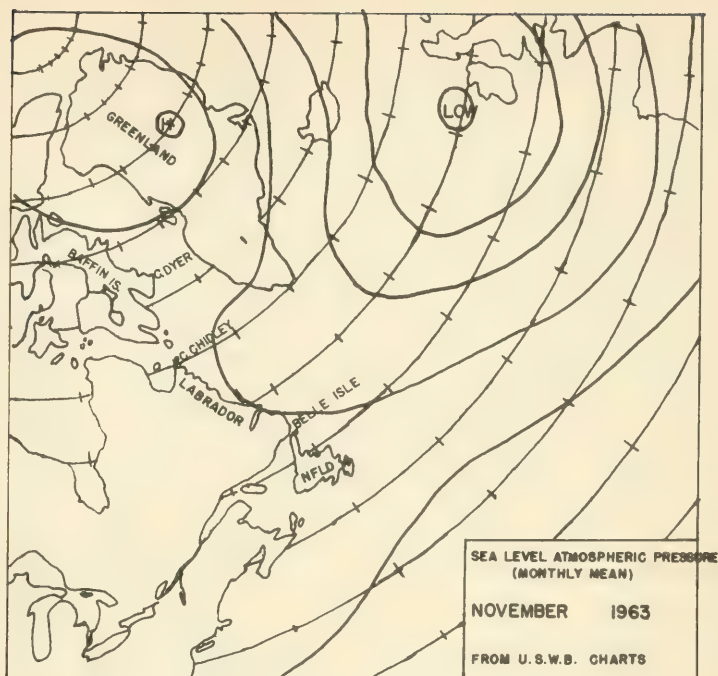 LOW
H
GREENLAND
BAFFIN IS.
C. DYER
C. CHIDLEY
LABRADOR
BELLE ISLE
NFLD
SEA LEVEL ATMOSPHERIC PRESSURE
(MONTHLY MEAN)
NOVEMBER 1963
FROM U.S.W.B. CHARTS